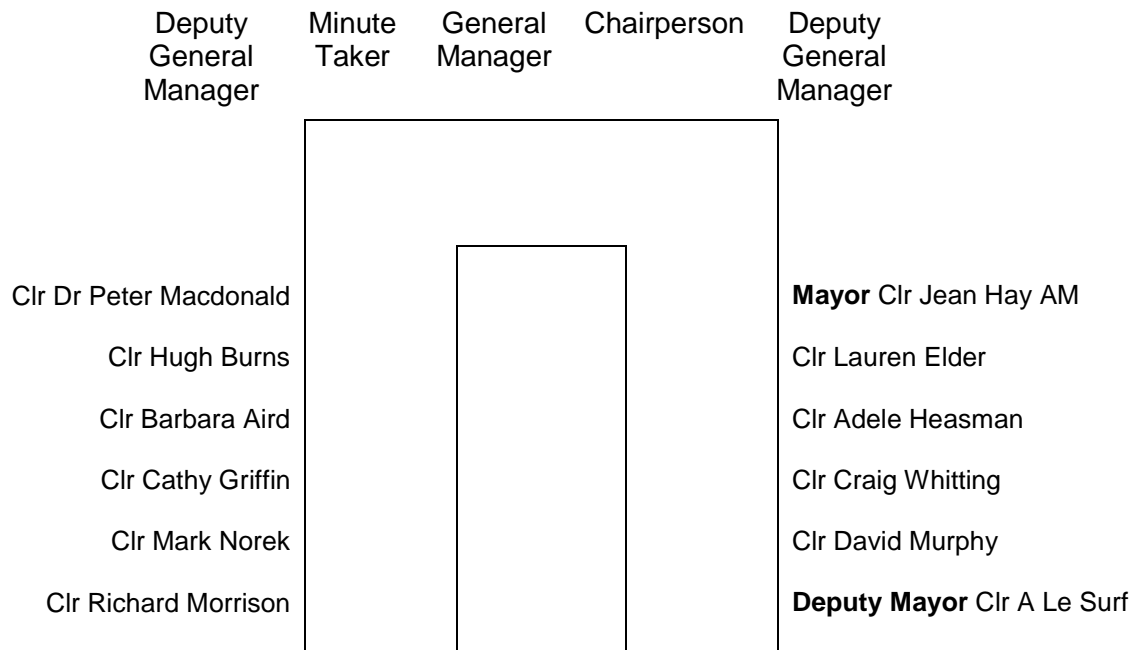 Deputy General Manager
Minute Taker
General Manager
Chairperson
Deputy General Manager
Clr Dr Peter Macdonald
Mayor Clr Jean Hay AM
Clr Hugh Burns
Clr Lauren Elder
Clr Barbara Aird
Clr Adele Heasman
Clr Cathy Griffin
Clr Craig Whitting
Clr Mark Norek
Clr David Murphy
Clr Richard Morrison
Deputy Mayor Clr A Le Surf